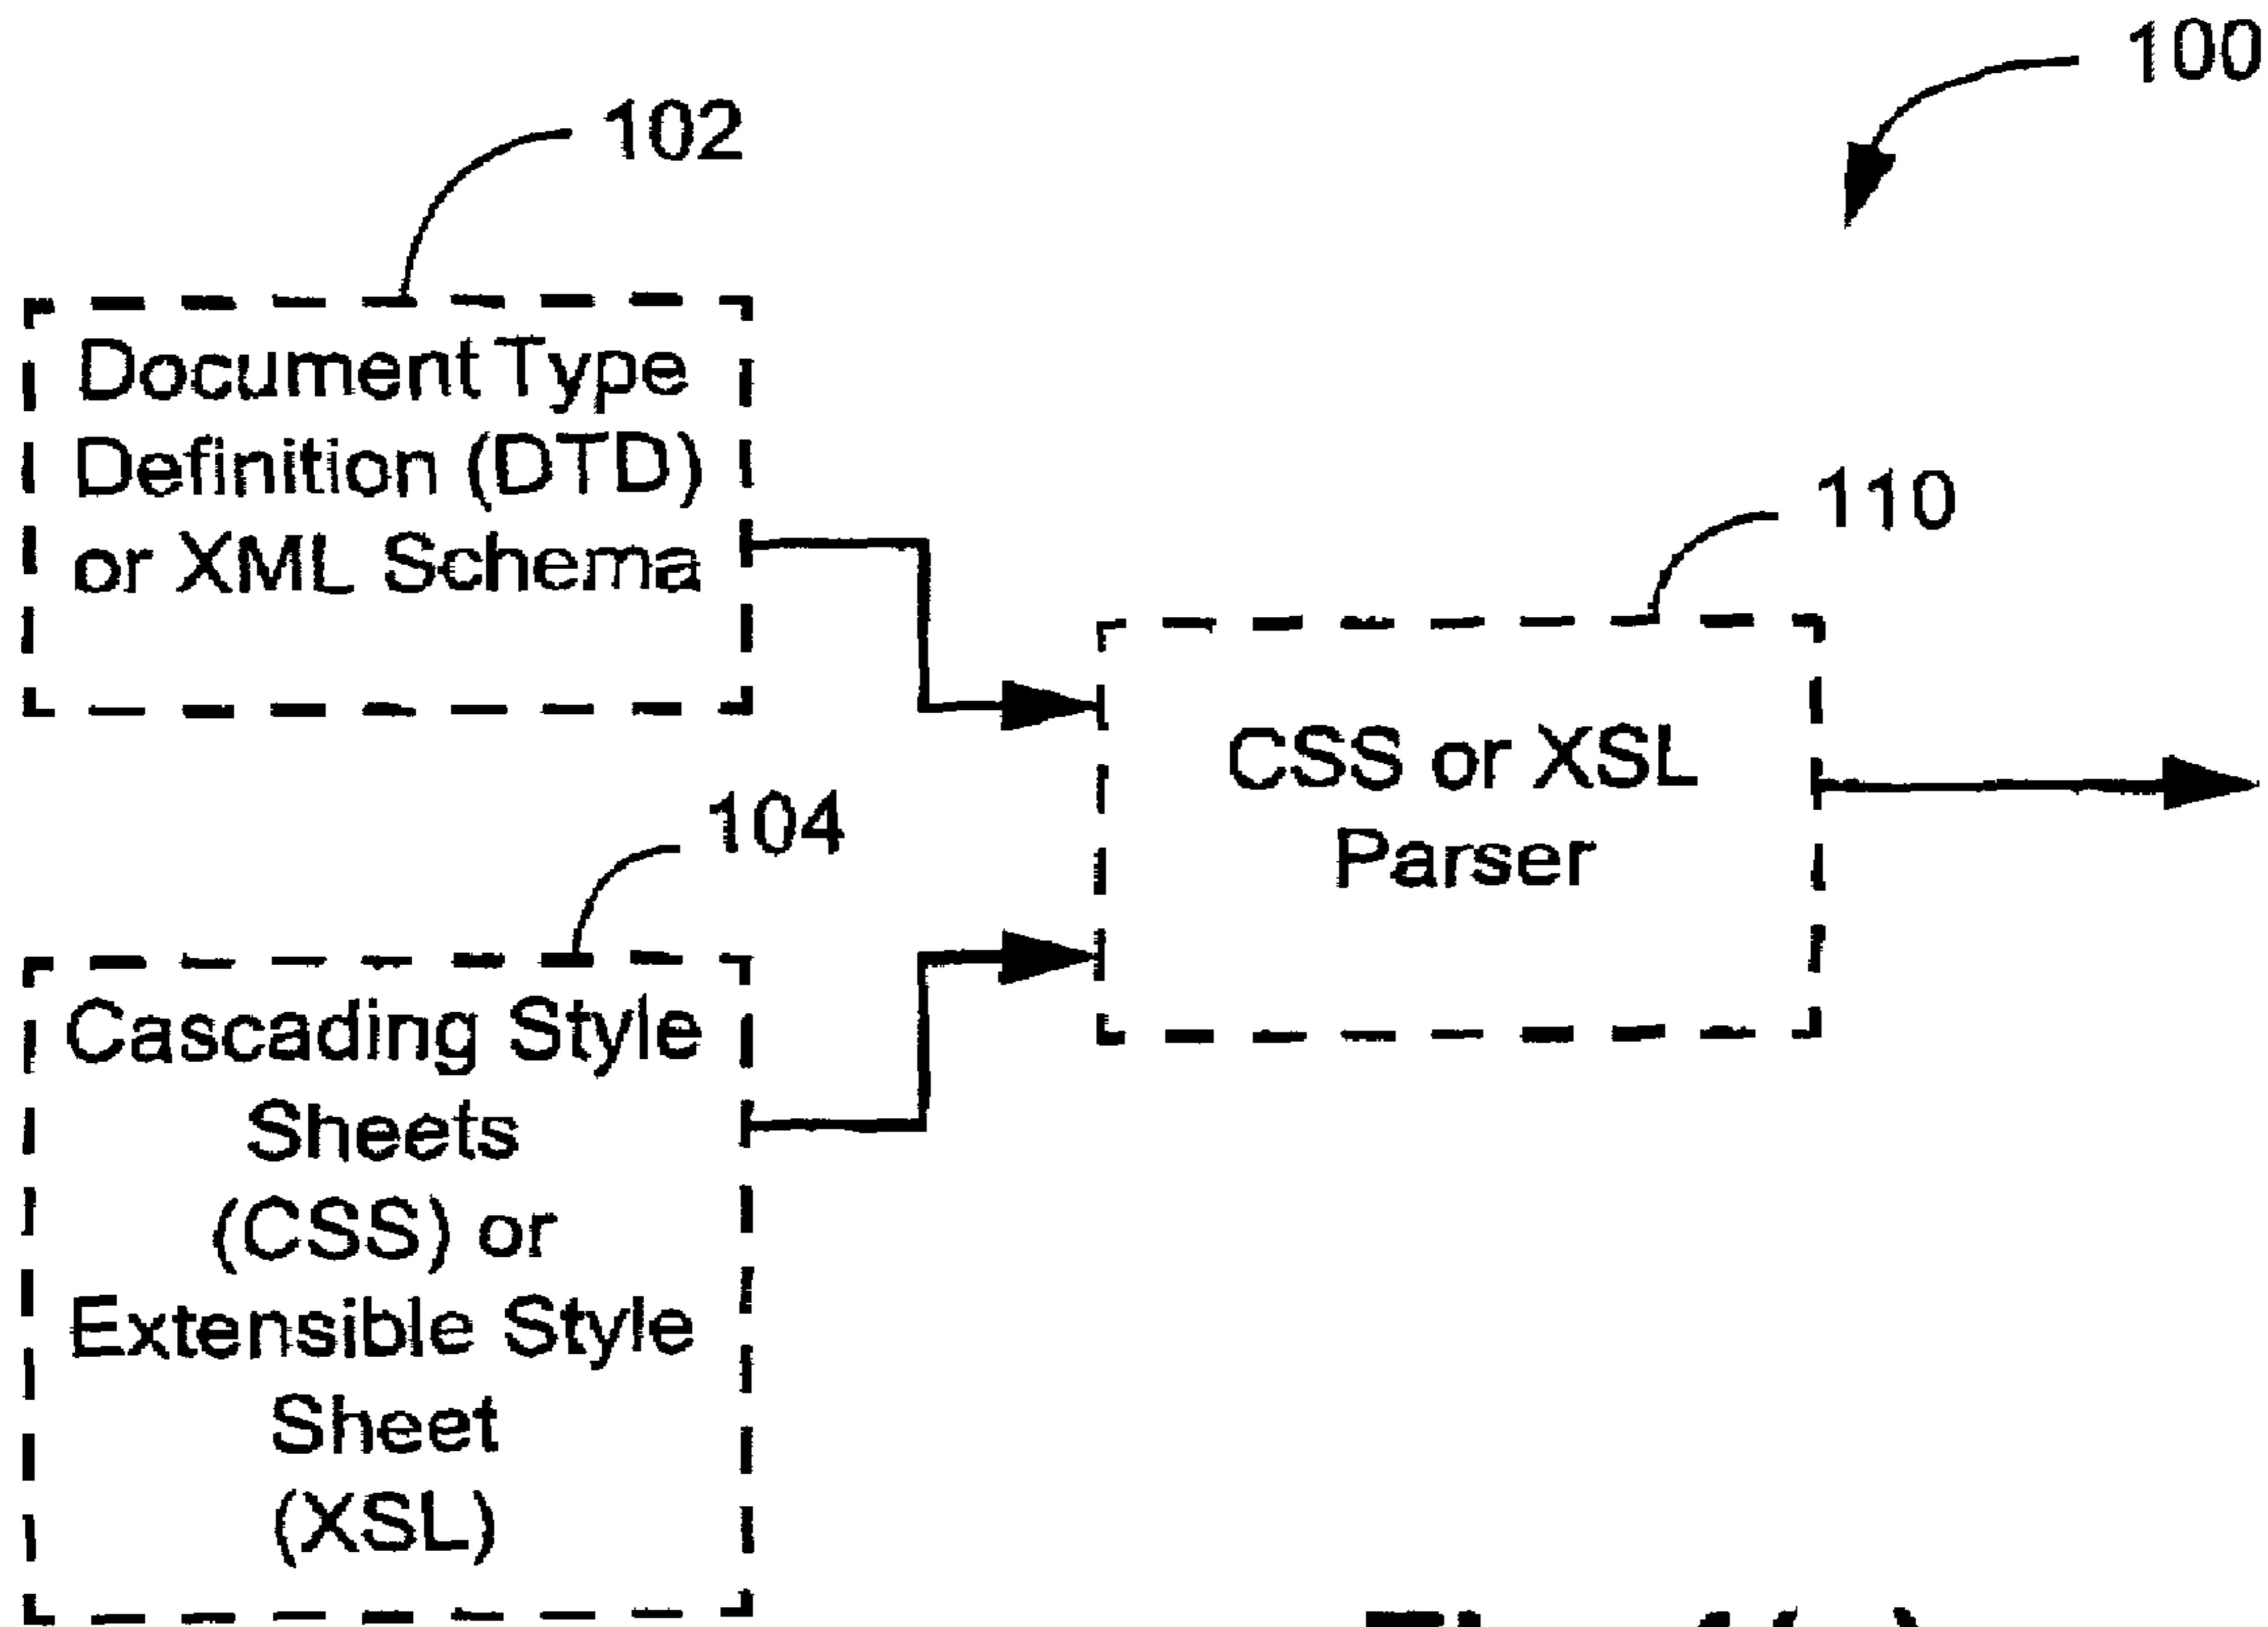 100
102
Document Type
Definition (DTD)
or XML Schema
110
CSS or XSL
Parser
104
Cascading Style
Sheets
(CSS) or
Extensible Style
Sheet
(XSL)